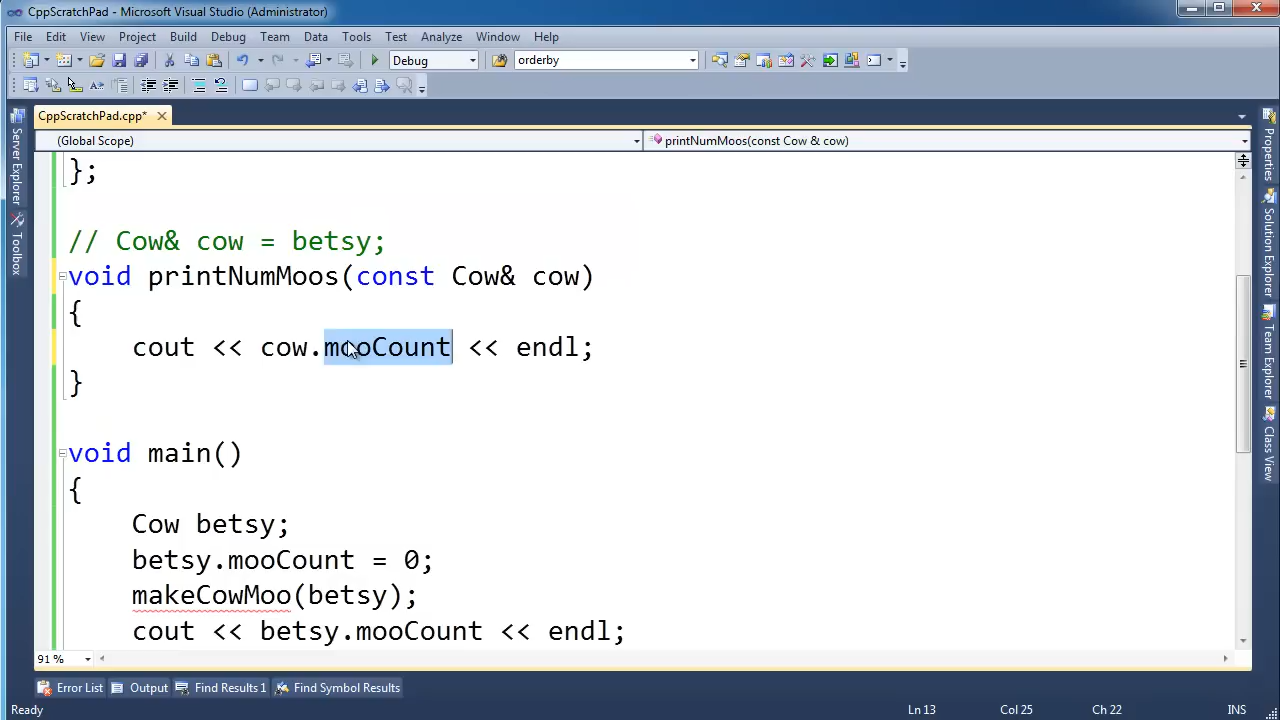 CppScratchPad - Microsoft Visual Studio (Administrator)
File Edit View Project Build Debug Team Data Tools Test Analyze Window Help
Debug orderby
CppScratchPad.cpp*
(Global Scope) printNumMoos(const Cow & cow)
};
// Cow& cow = betsy;
void printNumMoos(const Cow& cow)
{
cout << cow.mooCount << endl;
}
void main()
{
Cow betsy;
betsy.mooCount = 0;
makeCowMoo(betsy);
cout << betsy.mooCount << endl;
91 %
Error List Output Find Results 1 Find Symbol Results
Ready Ln 13 Col 25 Ch 22 INS
Server Explorer
Toolbox
Properties
Solution Explorer
Team Explorer
Class View